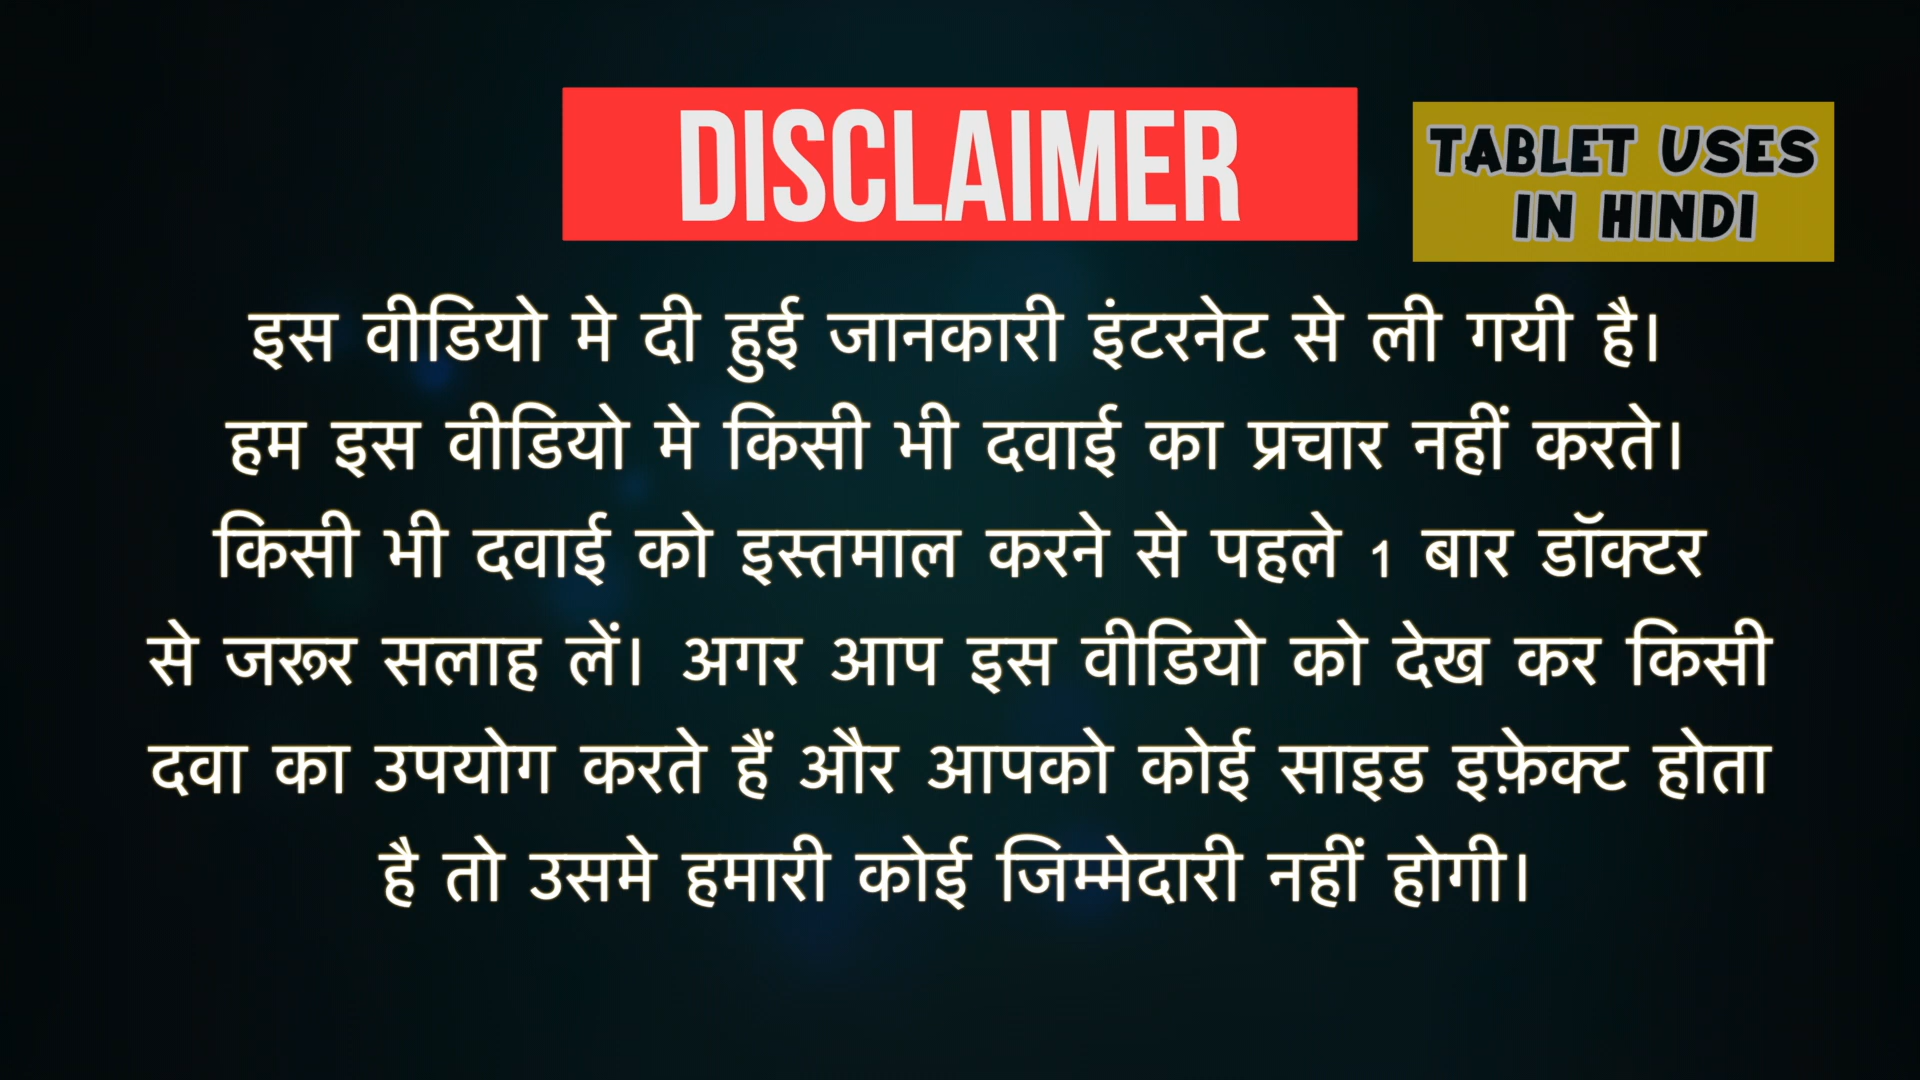 DISCLAIMER
TABLET USES
IN HINDI
इस वीडियो मे दी हुई जानकारी इंटरनेट से ली गयी है।
हम इस वीडियो मे किसी भी दवाई का प्रचार नहीं करते।
किसी भी दवाई को इस्तमाल करने से पहले 1 बार डॉक्टर
से जरूर सलाह लें। अगर आप इस वीडियो को देख कर किसी
दवा का उपयोग करते हैं और आपको कोई साइड इफ़ेक्ट होता
है तो उसमे हमारी कोई जिम्मेदारी नहीं होगी।